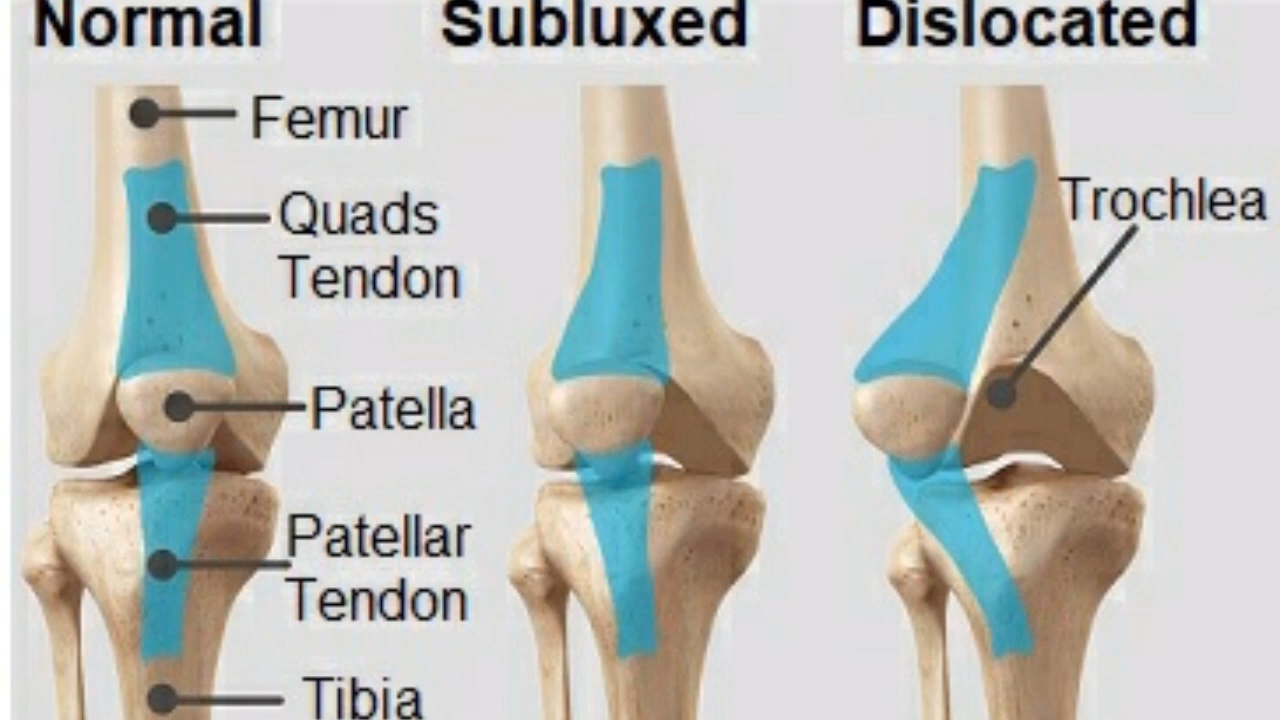 Normal
Subluxed
Dislocated
Femur
Quads
Tendon
Trochlea
Patella
Patellar
Tendon
Tibia